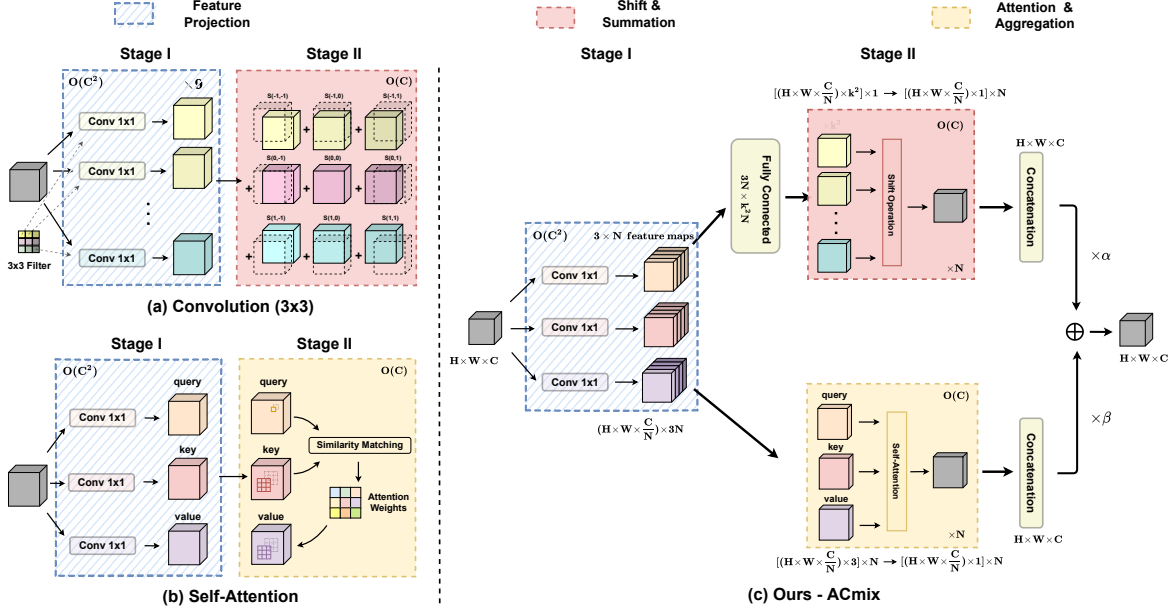 Feature
Projection
Shift &
Summation
Attention &
Aggregation
Stage I
Stage II
O(C²)
O(C)
Conv 1x1
Conv 1x1
Conv 1x1
3x3 Filter
S(-1,-1)
S(-1,0)
S(-1,1)
+
+
+
S(0,-1)
S(0,0)
S(0,1)
+
+
+
S(1,-1)
S(1,0)
S(1,1)
+
+
(a) Convolution (3x3)
Stage I
Stage II
O(C²)
O(C)
query
key
value
Conv 1x1
Conv 1x1
Conv 1x1
query
key
value
Similarity Matching
Attention
Weights
(b) Self-Attention
Stage I
Stage II
H×W×C
O(C²)
3 × N feature maps
Conv 1x1
Conv 1x1
Conv 1x1
(H×W×C/N)×3N
Fully Connected
3N × k²N
[(H×W×C/N)×k²]×1 → [(H×W×C/N)×1]×N
O(C)
Shift Operation
×N
H×W×C
Concatenation
×α
query
key
value
O(C)
Self-Attention
×N
[(H×W×C/N)×3]×N → [(H×W×C/N)×1]×N
Concatenation
H×W×C
×β
H×W×C
(c) Ours - ACmix